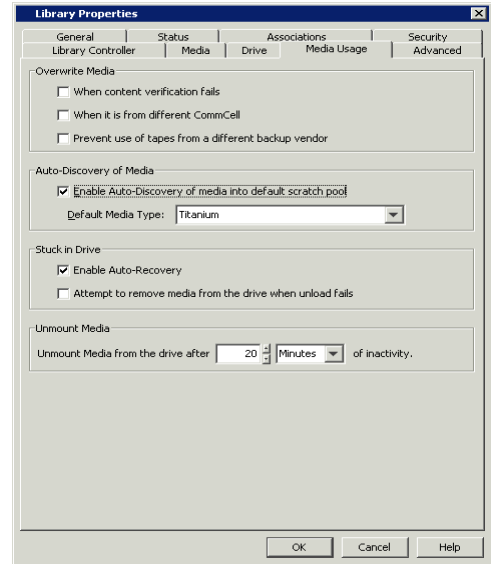 Library Properties
General Status Associations Security
Library Controller Media Drive Media Usage Advanced
Overwrite Media
When content verification fails
When it is from different CommCell
Prevent use of tapes from a different backup vendor
Auto-Discovery of Media
Enable Auto-Discovery of media into default scratch pool
Default Media Type: Titanium
Stuck in Drive
Enable Auto-Recovery
Attempt to remove media from the drive when unload fails
Unmount Media
Unmount Media from the drive after 20 Minutes of inactivity.
OK Cancel Help